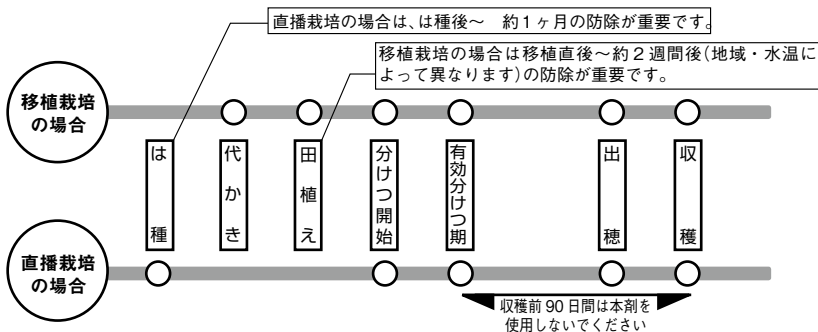 直播栽培の場合は、は種後～　約１ヶ月の防除が重要です。
移植栽培の場合は移植直後～約２週間後(地域・水温に
よって異なります)の防除が重要です。
移植栽培
の場合
は種
代かき
田植え
分けつ開始
有効分けつ期
出穂
収穫
直播栽培
の場合
収穫前90日間は本剤を
使用しないでください